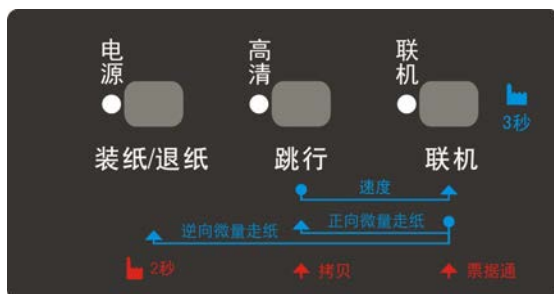 电源 高清 联机
3秒
装纸/退纸 跳行 联机
速度
正向微量走纸
逆向微量走纸
2秒 拷贝 票据通